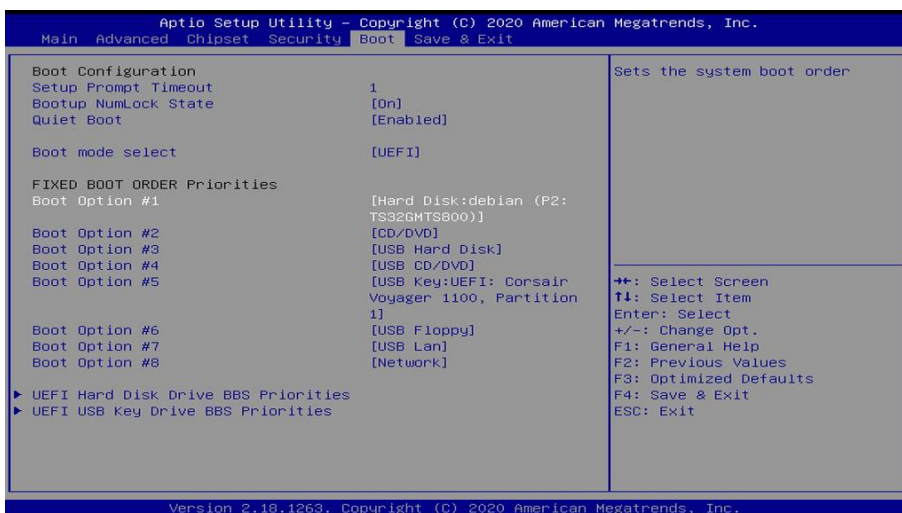 Aptio Setup Utility – Copyright (C) 2020 American Megatrends, Inc.
Main Advanced Chipset Security Boot Save & Exit
Boot Configuration
Setup Prompt Timeout 1
Bootup NumLock State [On]
Quiet Boot [Enabled]
Boot mode select [UEFI]
FIXED BOOT ORDER Priorities
Boot Option #1 [Hard Disk:debian (P2:
TS32GMTS800)]
Boot Option #2 [CD/DVD]
Boot Option #3 [USB Hard Disk]
Boot Option #4 [USB CD/DVD]
Boot Option #5 [USB Key:UEFI: Corsair
Voyager 1100, Partition
1]
Boot Option #6 [USB Floppy]
Boot Option #7 [USB Lan]
Boot Option #8 [Network]
▶ UEFI Hard Disk Drive BBS Priorities
▶ UEFI USB Key Drive BBS Priorities
Sets the system boot order
→←: Select Screen
↑↓: Select Item
Enter: Select
+/-: Change Opt.
F1: General Help
F2: Previous Values
F3: Optimized Defaults
F4: Save & Exit
ESC: Exit
Version 2.18.1263. Copyright (C) 2020 American Megatrends, Inc.